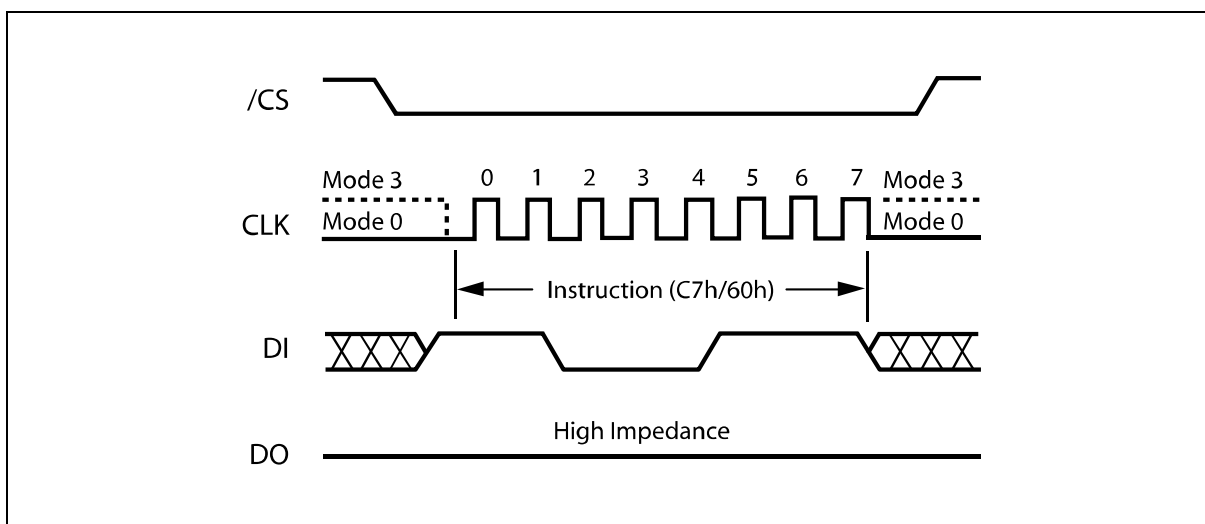 /CS
Mode 3 0 1 2 3 4 5 6 7 Mode 3
CLK Mode 0 Mode 0
Instruction (C7h/60h)
DI
High Impedance
DO